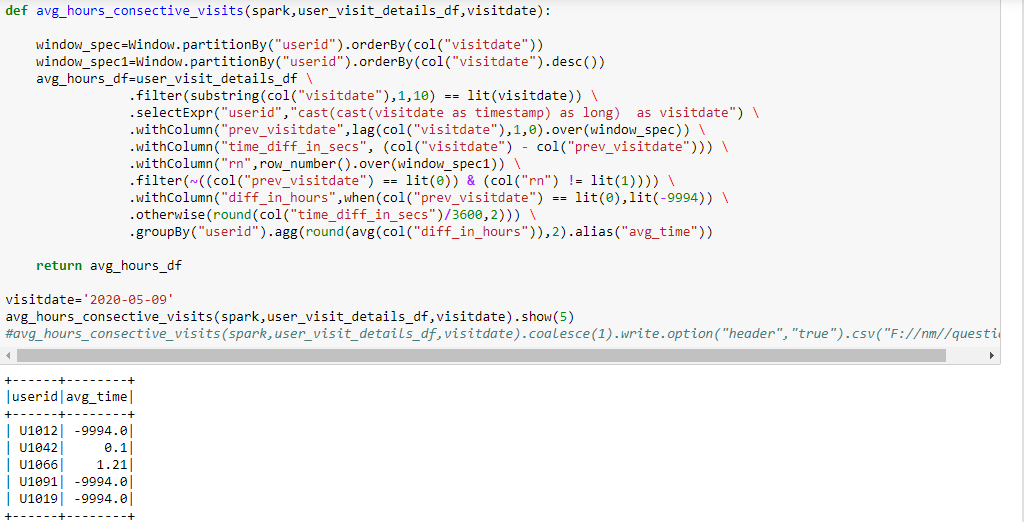 def avg_hours_consective_visits(spark,user_visit_details_df,visitdate):
window_spec=Window.partitionBy("userid").orderBy(col("visitdate"))
window_spec1=Window.partitionBy("userid").orderBy(col("visitdate").desc())
avg_hours_df=user_visit_details_df \
.filter(substring(col("visitdate"),1,10) == lit(visitdate)) \
.selectExpr("userid","cast(cast(visitdate as timestamp) as long)  as visitdate") \
.withColumn("prev_visitdate",lag(col("visitdate"),1,0).over(window_spec)) \
.withColumn("time_diff_in_secs", (col("visitdate") - col("prev_visitdate"))) \
.withColumn("rn",row_number().over(window_spec1)) \
.filter(~((col("prev_visitdate") == lit(0)) & (col("rn") != lit(1)))) \
.withColumn("diff_in_hours",when(col("prev_visitdate") == lit(0),lit(-9994)) \
.otherwise(round(col("time_diff_in_secs")/3600,2))) \
.groupBy("userid").agg(round(avg(col("diff_in_hours")),2).alias("avg_time"))
return avg_hours_df
visitdate='2020-05-09'
avg_hours_consective_visits(spark,user_visit_details_df,visitdate).show(5)
#avg_hours_consective_visits(spark,user_visit_details_df,visitdate).coalesce(1).write.option("header","true").csv("F://nm//questi
+------+--------+
|userid|avg_time|
+------+--------+
| U1012| -9994.0|
| U1042|     0.1|
| U1066|    1.21|
| U1091| -9994.0|
| U1019| -9994.0|
+------+--------+